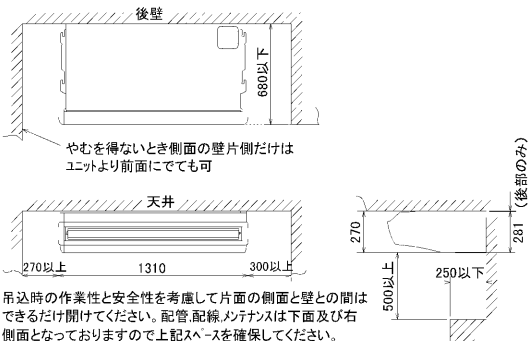 後壁
680以下
やむを得ないとき側面の壁片側だけは
ユニットより前面にでても可
天井
270以上
1310
300以上
270
281
(後部のみ)
500以上
250以下
吊込時の作業性と安全性を考慮して片面の側面と壁との間は
できるだけ開けてください。配管,配線,メンテナンスは下面及び右
側面となっておりますので上記スペースを確保してください。